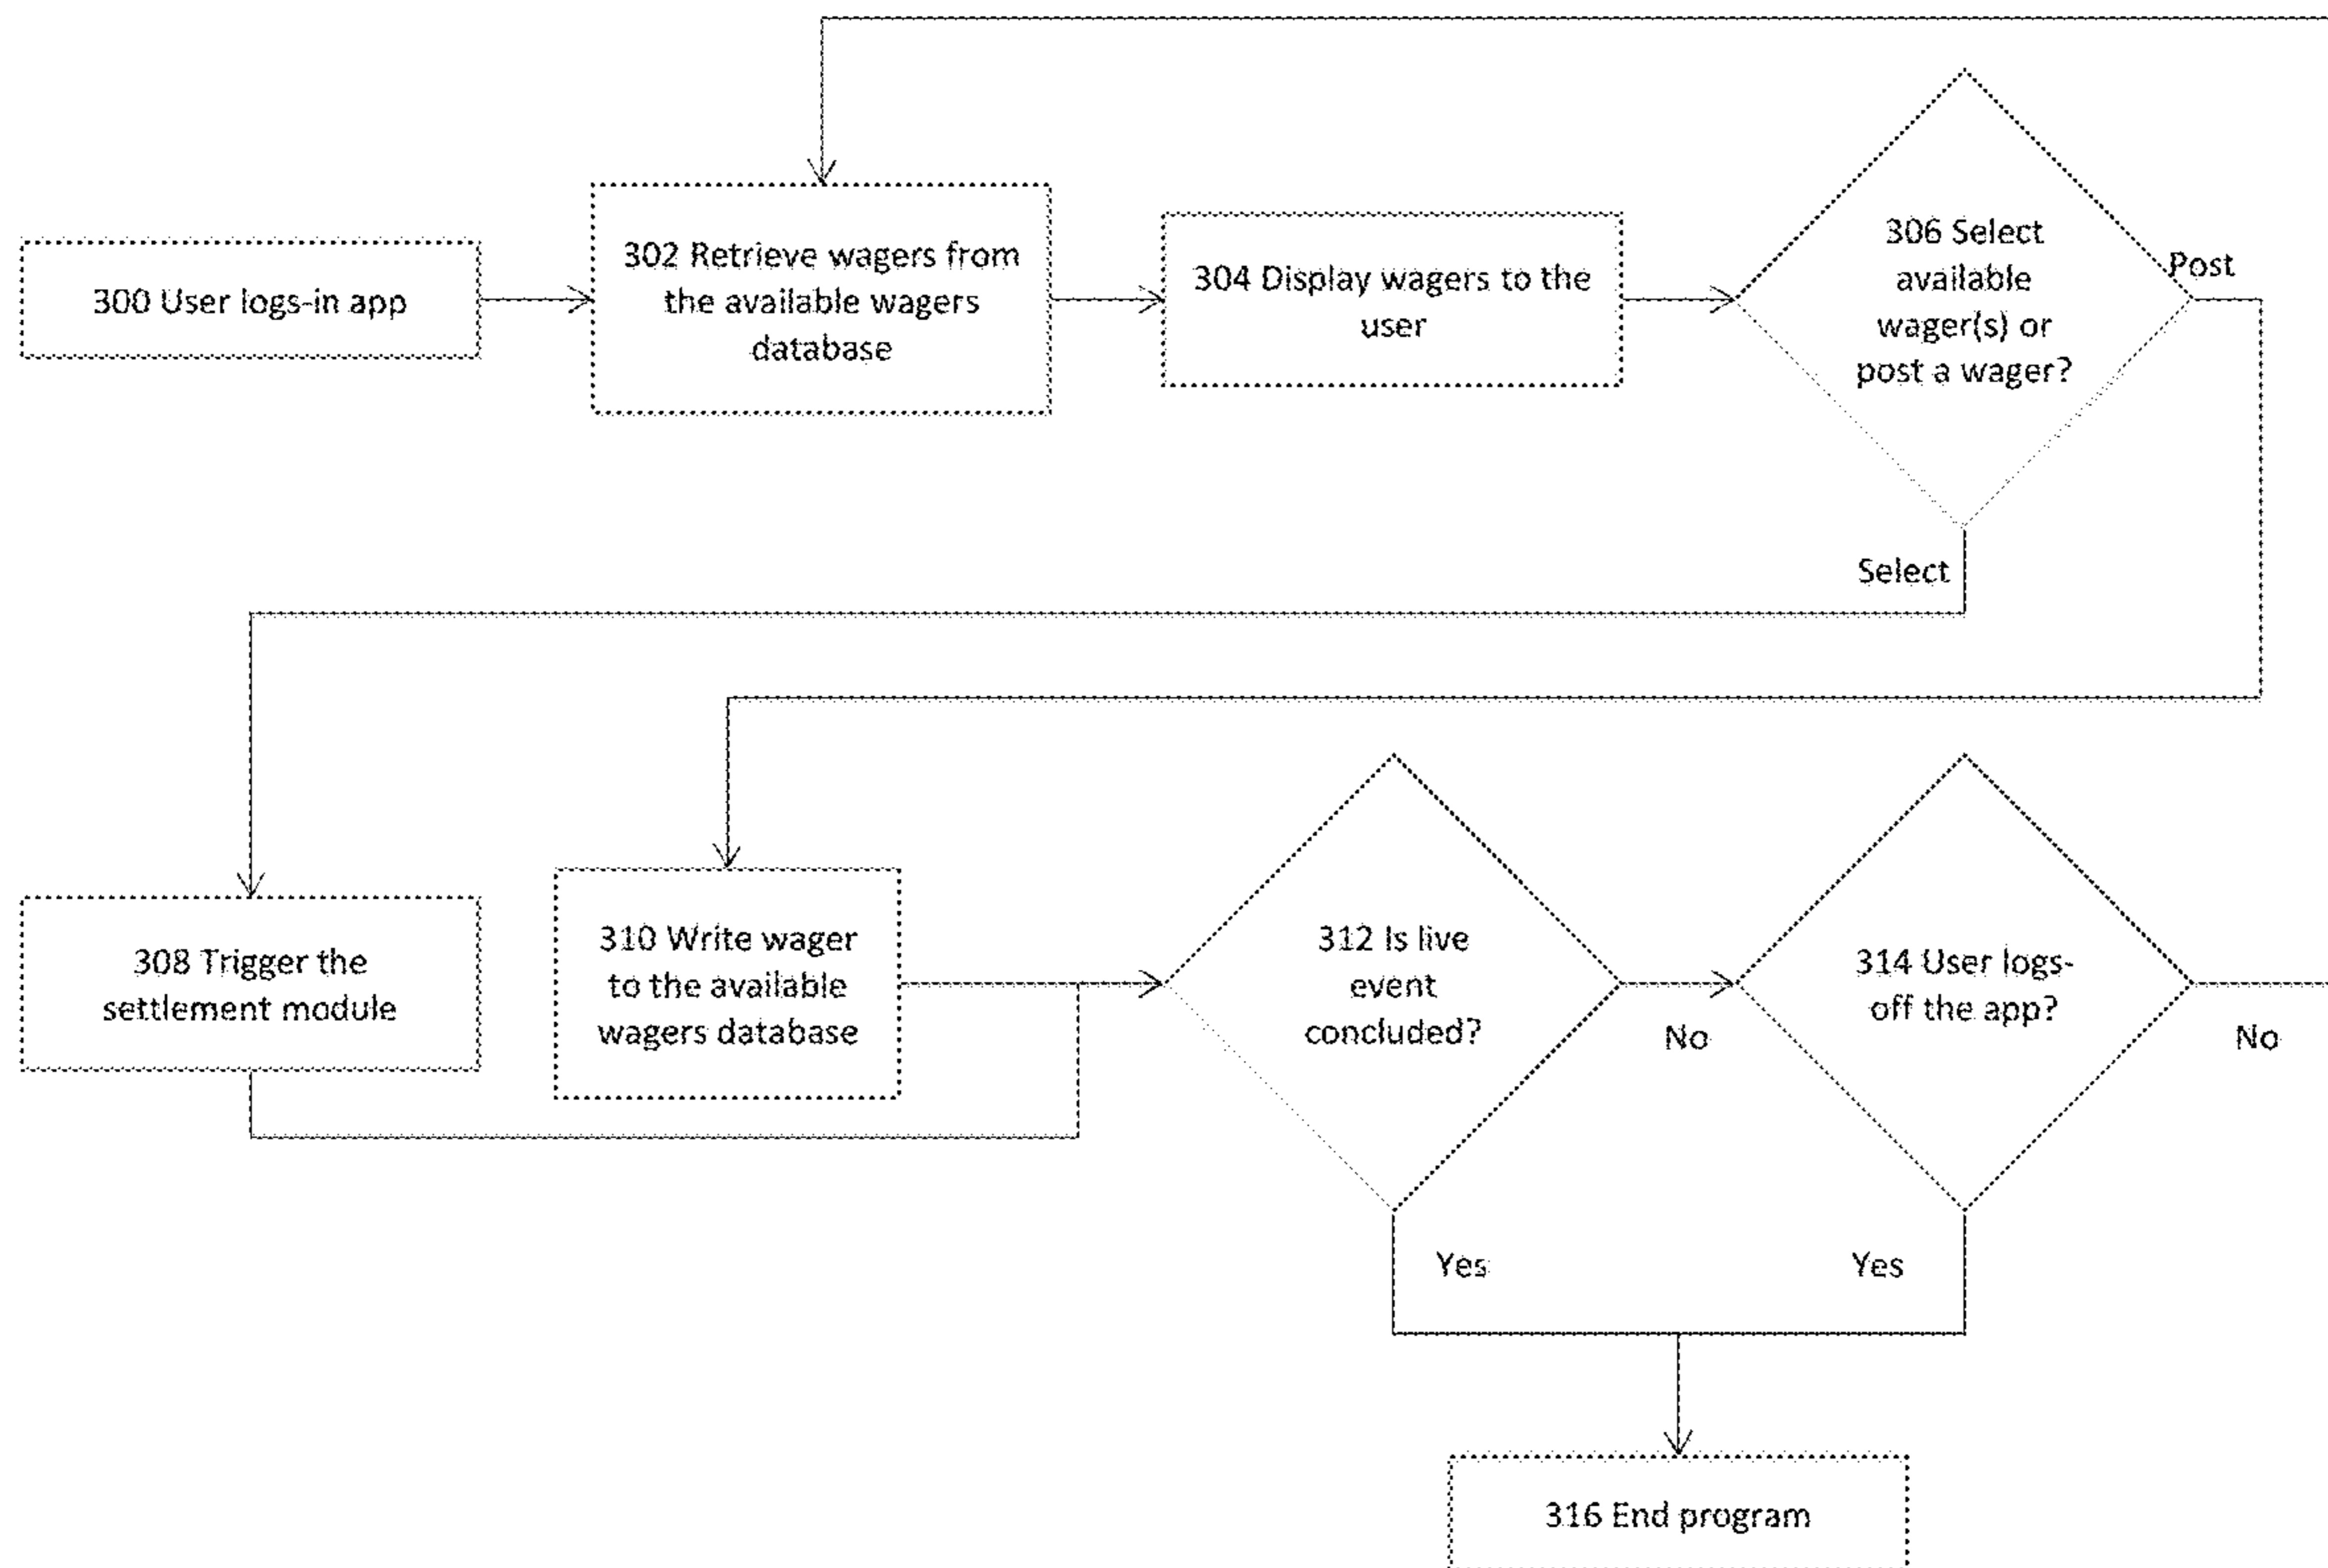 300 User logs-in app
302 Retrieve wagers from
the available wagers
database
304 Display wagers to the
user
306 Select
available
wager(s) or
post a wager?
Post
Select
308 Trigger the
settlement module
310 Write wager
to the available
wagers database
312 Is live
event
concluded?
No
314 User logs-
off the app?
No
Yes
Yes
316 End program